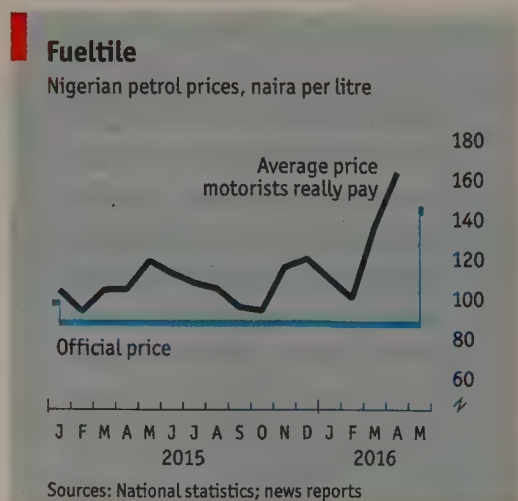 Fueltile
Nigerian petrol prices, naira per litre
180
Average price
160
motorists really pay
140
120
100
80
Official price
60
J F M A M J J A S O N D J F M A M
2015 2016
Sources: National statistics; news reports